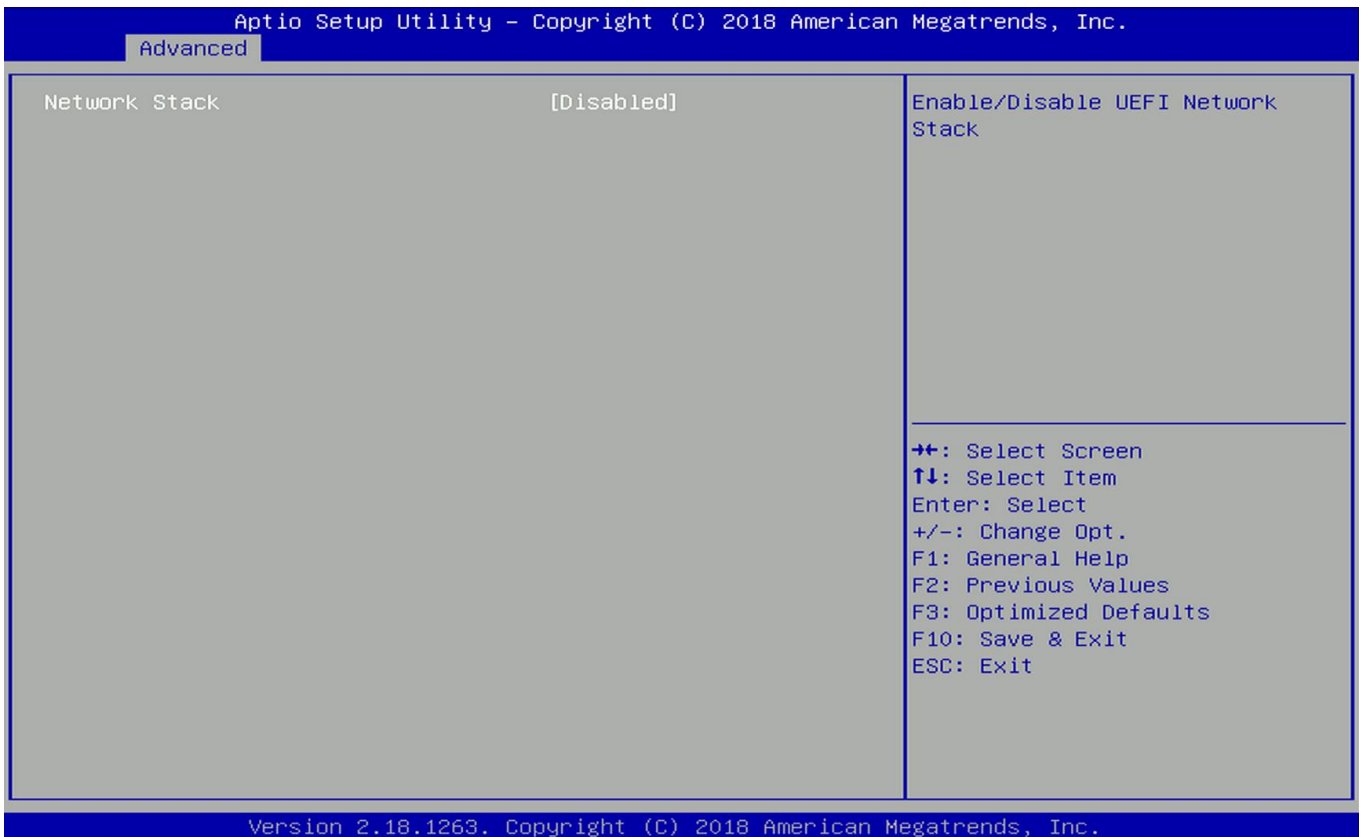 Aptio Setup Utility – Copyright (C) 2018 American Megatrends, Inc.
Advanced
Network Stack [Disabled]
Enable/Disable UEFI Network
Stack
→←: Select Screen
↑↓: Select Item
Enter: Select
+/-: Change Opt.
F1: General Help
F2: Previous Values
F3: Optimized Defaults
F10: Save & Exit
ESC: Exit
Version 2.18.1263. Copyright (C) 2018 American Megatrends, Inc.